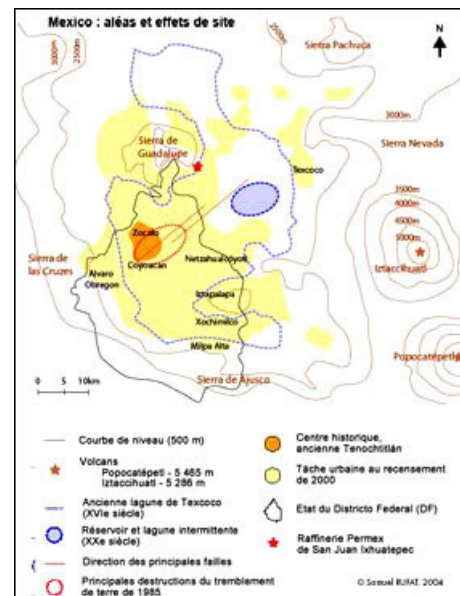 Mexico : aléas et effets de site
N
3000m
2500m
2500m
Sierra Pachuca
3000m
Sierra de
Guadalupe
Sierra Nevada
Texcoco
3500m
4000m
4500m
5000m
Iztaccihuatl
Zocalo
Sierra de
las Cruzes
Coyoacán
Netzahualcóyotl
Alvaro
Obregon
Iztapalapa
Xochimilco
Milpa Alta
Popocatépetl
Sierra de Ajusco
0 5 10km
Courbe de niveau (500 m)
Volcans
Popocatépetl - 5 465 m
Iztaccihuatl - 5 286 m
Ancienne lagune de Texcoco
(XVIe siècle)
Réservoir et lagune intermittente
(XXe siècle)
Direction des principales failles
Principales destructions du tremblement
de terre de 1985
Centre historique,
ancienne Tenochtitlán
Tâche urbaine au recensement
de 2000
Etat du Districto Federal (DF)
Raffinerie Permex
de San Juan Ixhuatepec
© Samuel RUFAT. 2004